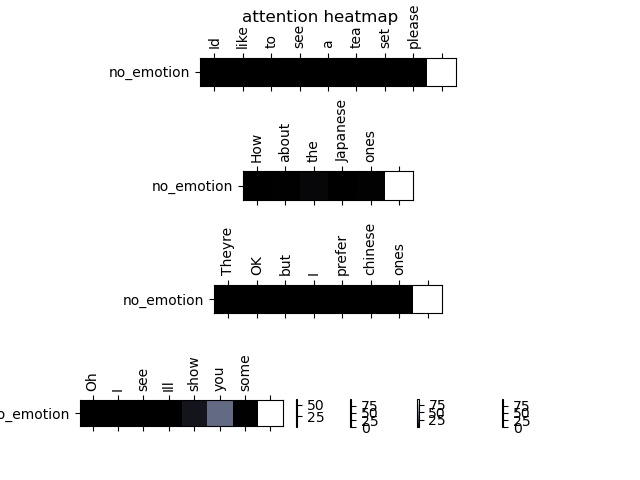 attention heatmap
Id like to see a tea set please
no_emotion
How about the Japanese ones
no_emotion
Theyre OK but I prefer chinese ones
no_emotion
Oh I see Ill show you some
o_emotion
50 75 75 75
25 50 50 50
25 25 25
0 0